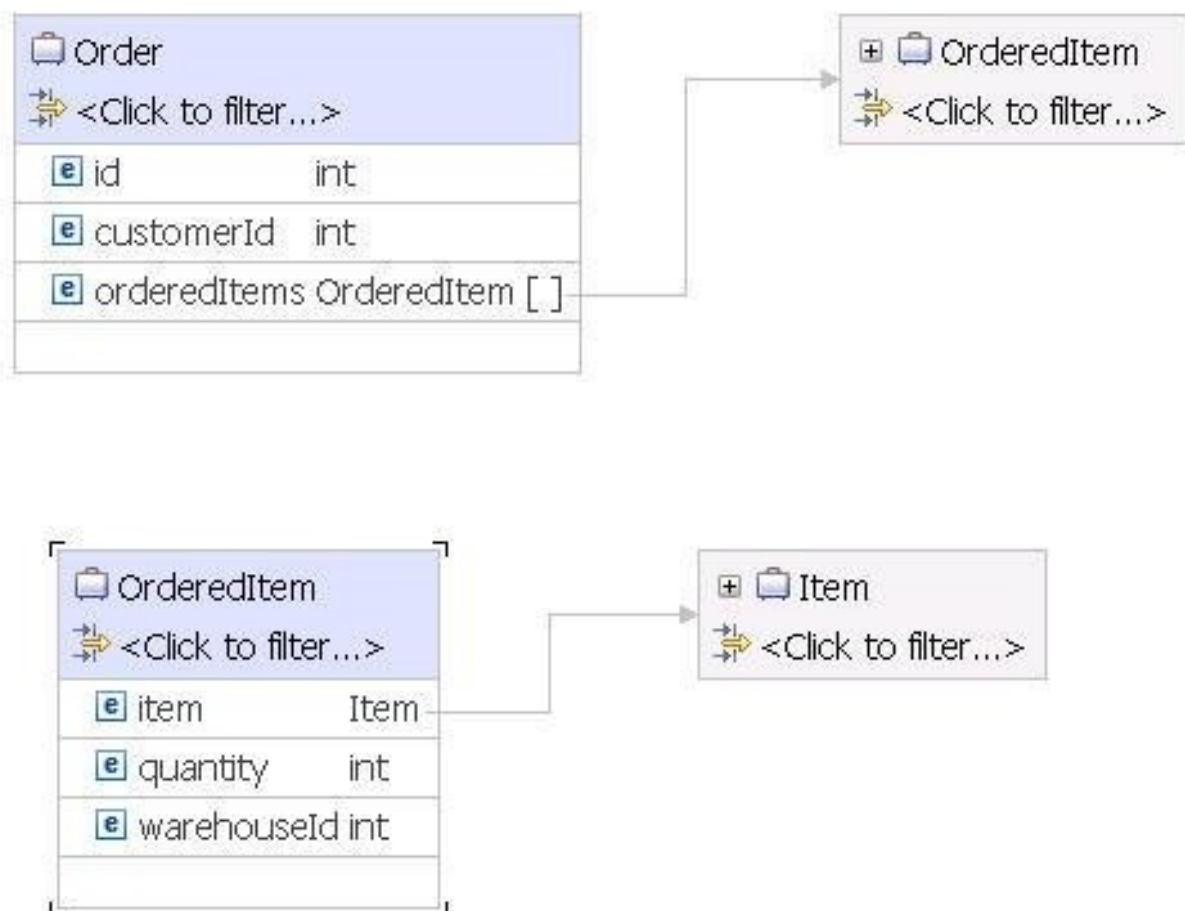 Order
<Click to filter...>
id int
customerId int
orderedItems OrderedItem [ ]
OrderedItem
<Click to filter...>
OrderedItem
<Click to filter...>
item Item
quantity int
warehouseId int
Item
<Click to filter...>